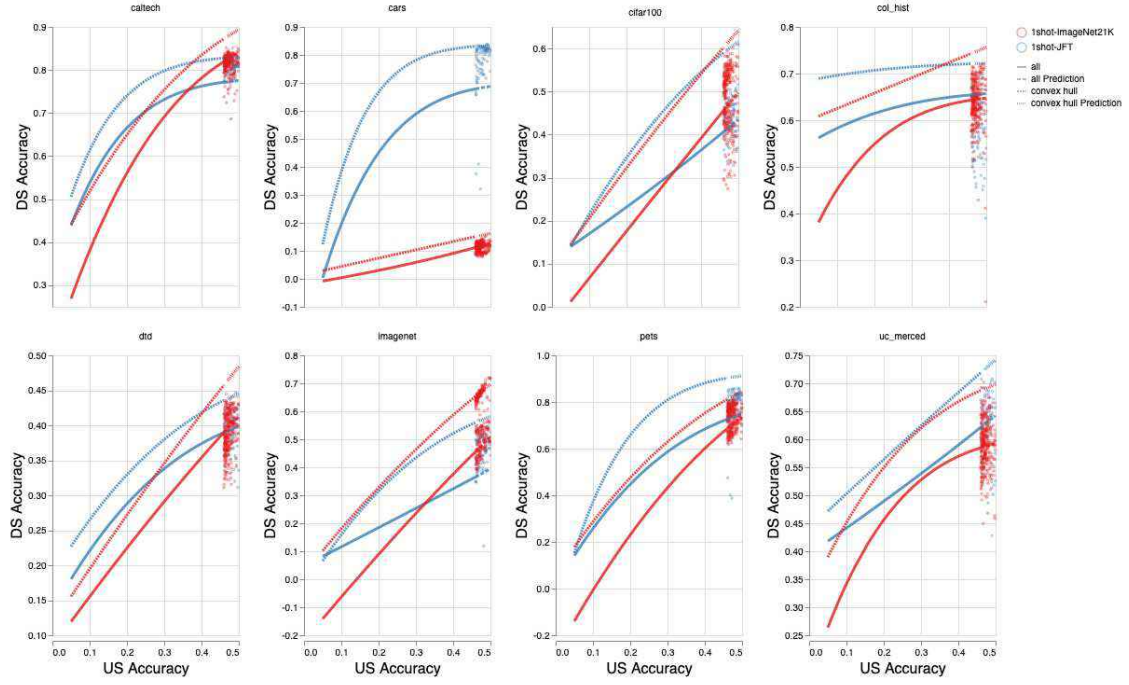 caltech
cars
cifar100
col_hist
0.9
0.8
0.7
0.6
0.5
0.4
0.3
DS Accuracy
0.9
0.8
0.7
0.6
0.5
0.4
0.3
0.2
0.1
0.0
-0.1
DS Accuracy
0.6
0.5
0.4
0.3
0.2
0.1
0.0
DS Accuracy
0.8
0.7
0.6
0.5
0.4
0.3
0.2
DS Accuracy
1shot-ImageNet21K
1shot-JFT
all
all Prediction
convex hull
convex hull Prediction
dtd
imagenet
pets
uc_merced
0.50
0.45
0.40
0.35
0.30
0.25
0.20
0.15
0.10
DS Accuracy
0.8
0.7
0.6
0.5
0.4
0.3
0.2
0.1
0.0
-0.1
-0.2
DS Accuracy
1.0
0.8
0.6
0.4
0.2
0.0
-0.2
DS Accuracy
0.75
0.70
0.65
0.60
0.55
0.50
0.45
0.40
0.35
0.30
0.25
DS Accuracy
0.0 0.1 0.2 0.3 0.4 0.5
US Accuracy
0.0 0.1 0.2 0.3 0.4 0.5
US Accuracy
0.0 0.1 0.2 0.3 0.4 0.5
US Accuracy
0.0 0.1 0.2 0.3 0.4 0.5
US Accuracy